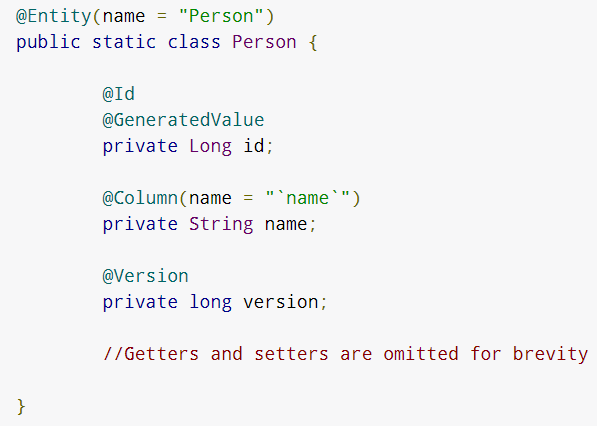 @Entity(name = "Person")
public static class Person {
@Id
@GeneratedValue
private Long id;
@Column(name = "`name`")
private String name;
@Version
private long version;
//Getters and setters are omitted for brevity
}